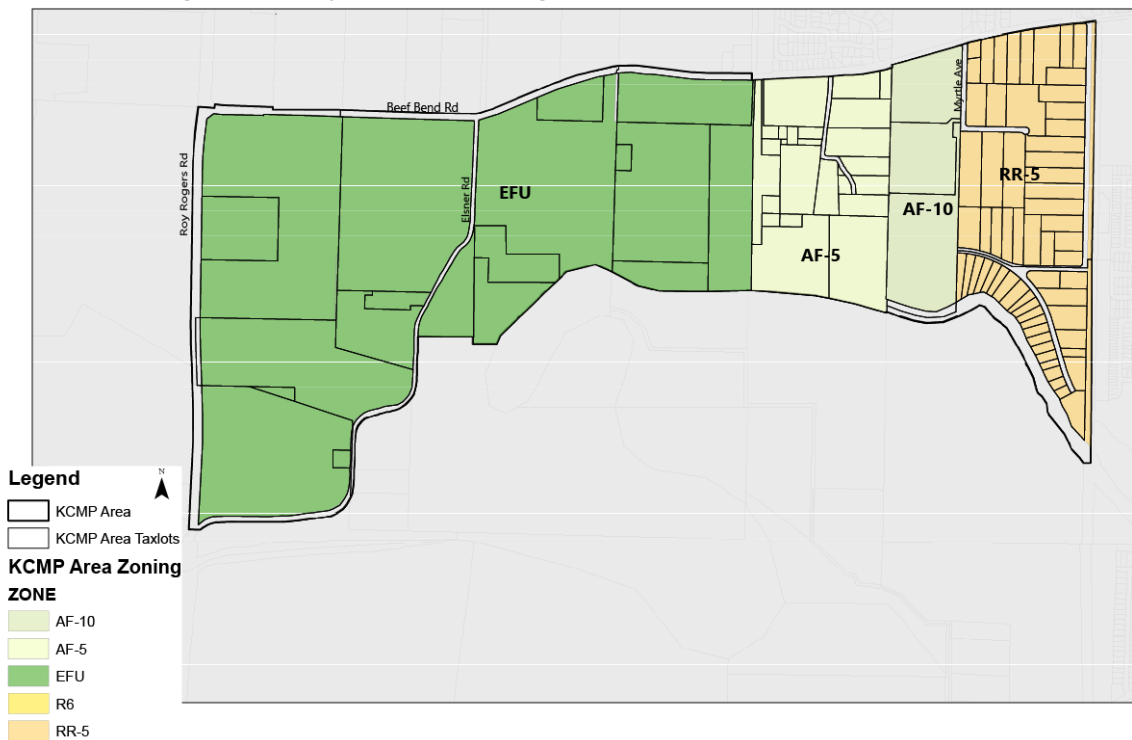 Beef Bend Rd
Roy Rogers Rd
Elsner Rd
Myrtle Ave
EFU
AF-5
AF-10
RR-5
Legend
N
KCMP Area
KCMP Area Taxlots
KCMP Area Zoning
ZONE
AF-10
AF-5
EFU
R6
RR-5